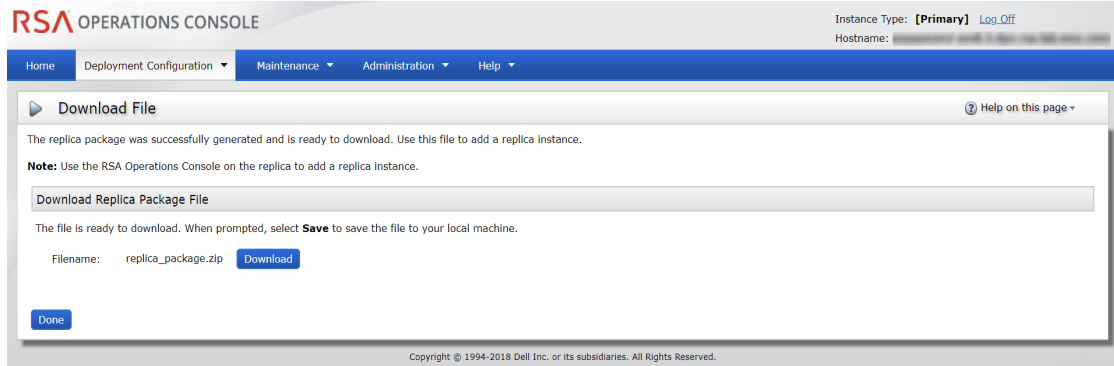 RSA OPERATIONS CONSOLE
Instance Type: [Primary] Log Off
Hostname:
Home Deployment Configuration Maintenance Administration Help
Download File
Help on this page
The replica package was successfully generated and is ready to download. Use this file to add a replica instance.
Note: Use the RSA Operations Console on the replica to add a replica instance.
Download Replica Package File
The file is ready to download. When prompted, select Save to save the file to your local machine.
Filename: replica_package.zip Download
Done
Copyright © 1994-2018 Dell Inc. or its subsidiaries. All Rights Reserved.